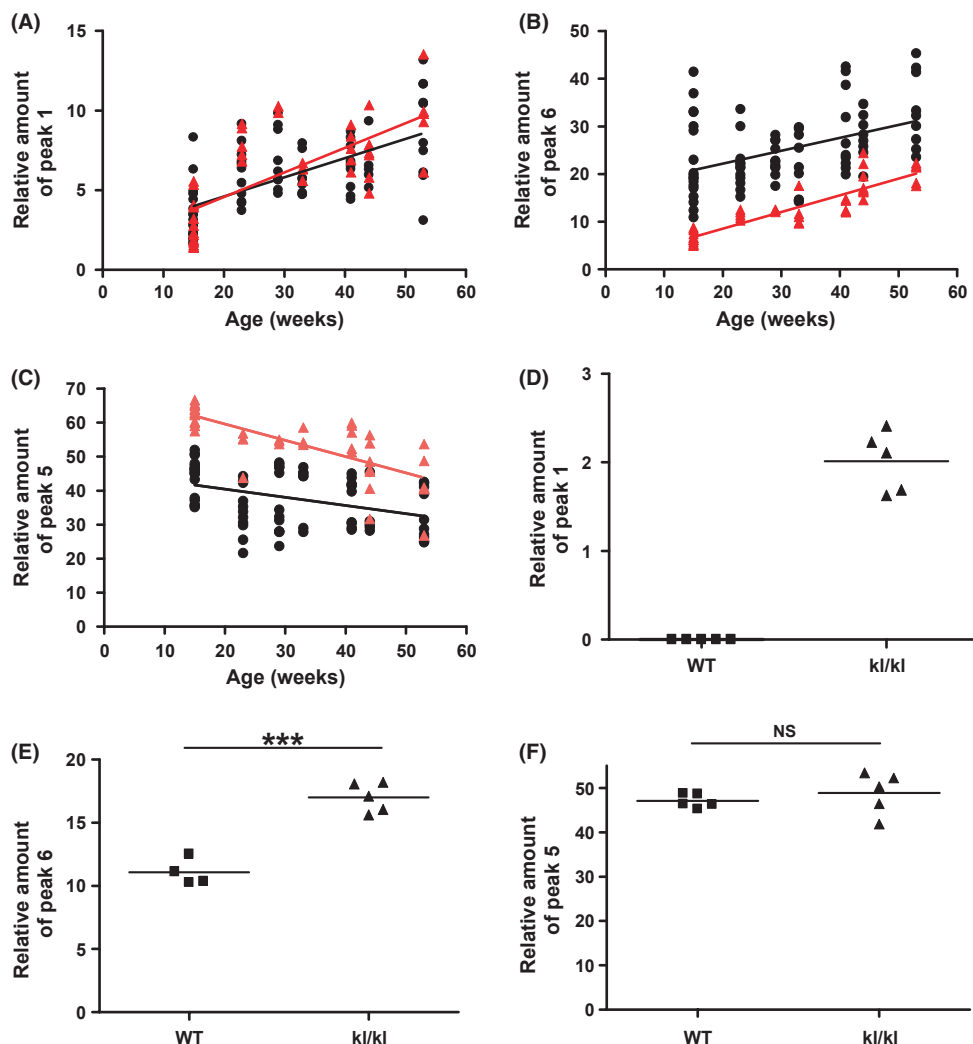 (A)
Relative amount
of peak 1
15
10
5
0
0 10 20 30 40 50 60
Age (weeks)
(B)
Relative amount
of peak 6
50
40
30
20
10
0
0 10 20 30 40 50 60
Age (weeks)
(C)
Relative amount
of peak 5
70
60
50
40
30
20
10
0
0 10 20 30 40 50 60
Age (weeks)
(D)
Relative amount
of peak 1
3
2
1
0
WT kl/kl
(E)
***
Relative amount
of peak 6
20
15
10
5
0
WT kl/kl
(F)
NS
Relative amount
of peak 5
50
40
30
20
10
0
WT kl/kl